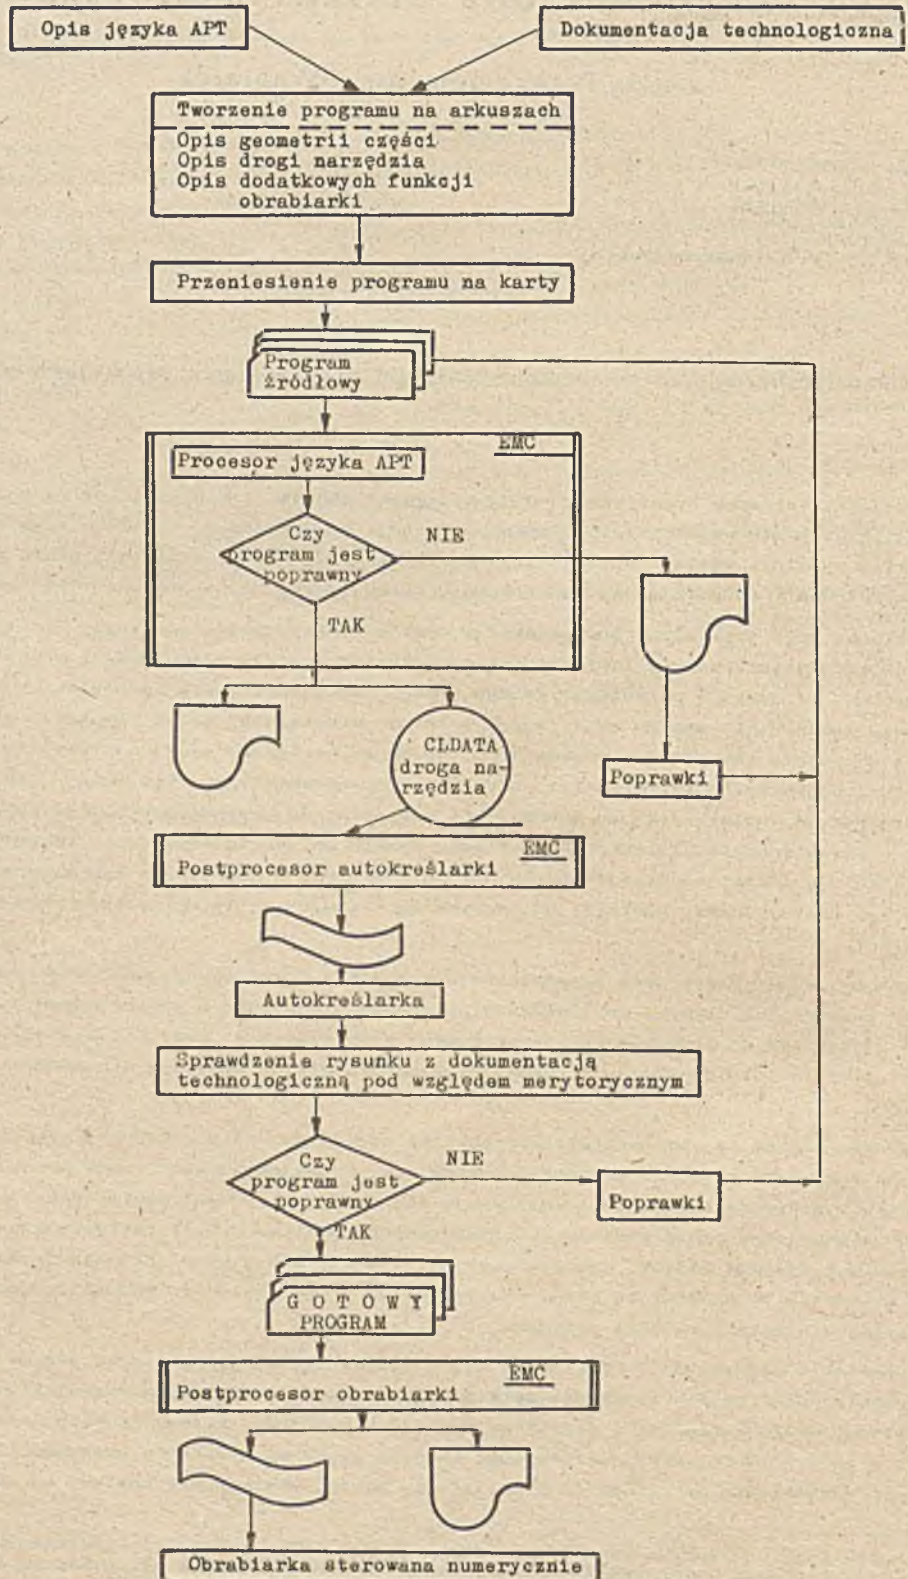 Opis języka APT
Dokumentacja technologiczna
Tworzenie programu na arkuszach
Opis geometrii części
Opis drogi narzędzia
Opis dodatkowych funkcji
obrabiarki
Przeniesienie programu na karty
Program
źródłowy
EMC
Procesor języka APT
Czy
program jest
poprawny
NIE
TAK
CLDATA
droga na-
rzędzia
Poprawki
EMC
Postprocesor autokreślarki
Autokreślarka
Sprawdzenie rysunku z dokumentacją
technologiczną pod względem merytorycznym
Czy
program jest
poprawny
NIE
Poprawki
TAK
G O T O W Y
PROGRAM
EMC
Postprocesor obrabiarki
Obrabiarka sterowana numerycznie